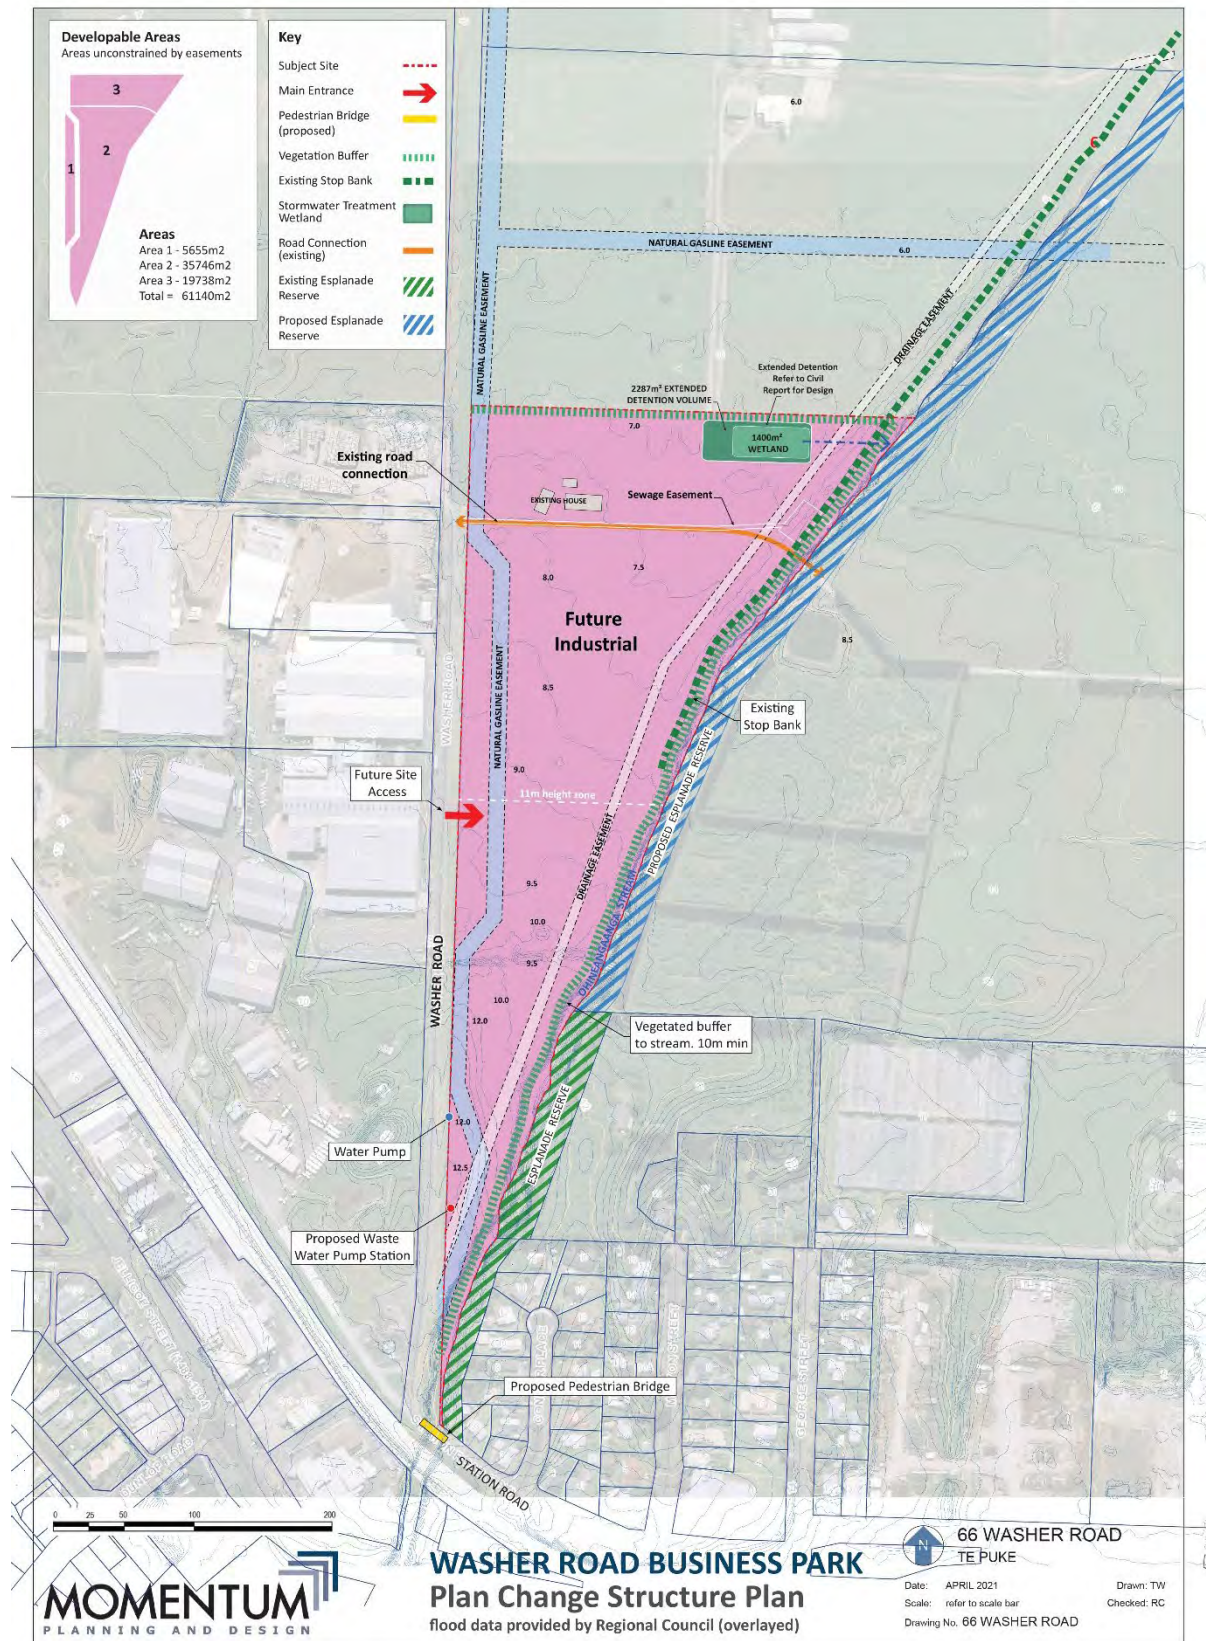 Developable Areas
Areas unconstrained by easements
3
2
1
Areas
Area 1 - 5655m2
Area 2 - 35746m2
Area 3 - 19738m2
Total = 61140m2
Key
Subject Site
Main Entrance
Pedestrian Bridge
(proposed)
Vegetation Buffer
Existing Stop Bank
Stormwater Treatment
Wetland
Road Connection
(existing)
Existing Esplanade
Reserve
Proposed Esplanade
Reserve
6.0
6
NATURAL GASLINE EASEMENT
6.0
NATURAL GASLINE EASEMENT
DRAINAGE EASEMENT
Extended Detention
Refer to Civil
Report for Design
2287m³ EXTENDED
DETENTION VOLUME
7.0
1400m²
WETLAND
Existing road
connection
EXISTING HOUSE
Sewage Easement
7.5
8.0
Future
Industrial
8.5
8.5
WASHER ROAD
NATURAL GASLINE EASEMENT
Existing
Stop Bank
9.0
Future Site
Access
11m height zone
PROPOSED ESPLANADE RESERVE
DRAINAGE EASEMENT
9.5
OHINEANGAANGA STREAM
10.0
WASHER ROAD
9.5
10.0
12.0
Vegetated buffer
to stream. 10m min
12.0
Water Pump
ESPLANADE RESERVE
12.5
Proposed Waste
Water Pump Station
MILSOM STREET
GEORGE STREET
DUNLOP ROAD
Proposed Pedestrian Bridge
STATION ROAD
0 25 50 100 200
MOMENTUM
PLANNING AND DESIGN
WASHER ROAD BUSINESS PARK
Plan Change Structure Plan
flood data provided by Regional Council (overlayed)
N
66 WASHER ROAD
TE PUKE
Date: APRIL 2021 Drawn: TW
Scale: refer to scale bar Checked: RC
Drawing No. 66 WASHER ROAD